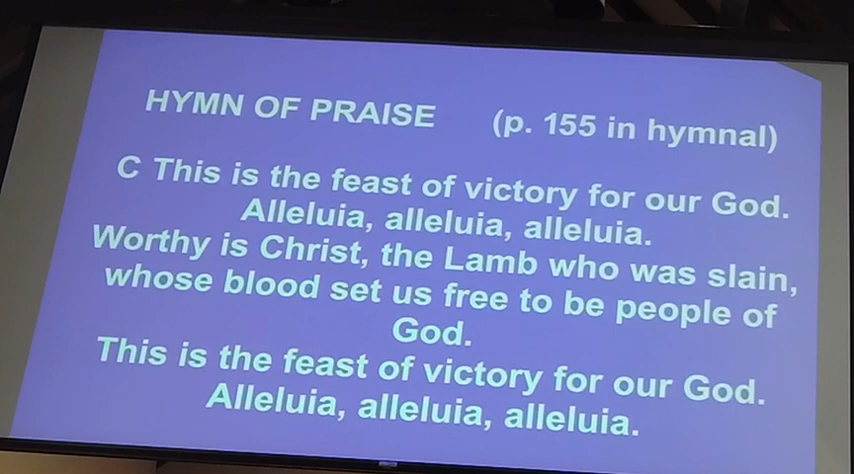 HYMN OF PRAISE (p. 155 in hymnal)
C This is the feast of victory for our God.
Alleluia, alleluia, alleluia.
Worthy is Christ, the Lamb who was slain,
whose blood set us free to be people of
God.
This is the feast of victory for our God.
Alleluia, alleluia, alleluia.